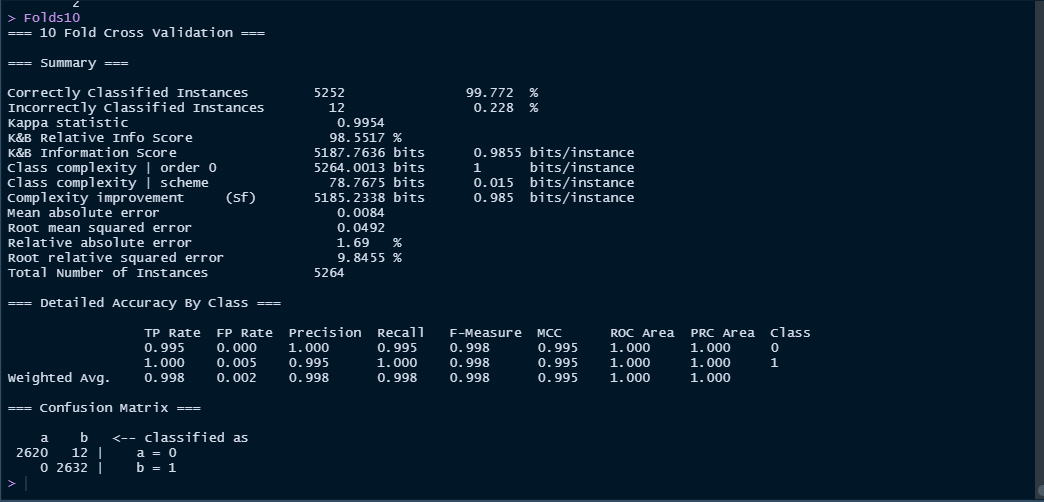 2
> Folds10
=== 10 Fold Cross Validation ===
=== Summary ===
Correctly Classified Instances 5252 99.772 %
Incorrectly Classified Instances 12 0.228 %
Kappa statistic 0.9954
K&B Relative Info Score 98.5517 %
K&B Information Score 5187.7636 bits 0.9855 bits/instance
Class complexity | order 0 5264.0013 bits 1 bits/instance
Class complexity | scheme 78.7675 bits 0.015 bits/instance
Complexity improvement (Sf) 5185.2338 bits 0.985 bits/instance
Mean absolute error 0.0084
Root mean squared error 0.0492
Relative absolute error 1.69 %
Root relative squared error 9.8455 %
Total Number of Instances 5264
=== Detailed Accuracy By Class ===
TP Rate FP Rate Precision Recall F-Measure MCC ROC Area PRC Area Class
0.995 0.000 1.000 0.995 0.998 0.995 1.000 1.000 0
1.000 0.005 0.995 1.000 0.998 0.995 1.000 1.000 1
Weighted Avg. 0.998 0.002 0.998 0.998 0.998 0.995 1.000 1.000
=== Confusion Matrix ===
a b <-- classified as
2620 12 | a = 0
0 2632 | b = 1
>